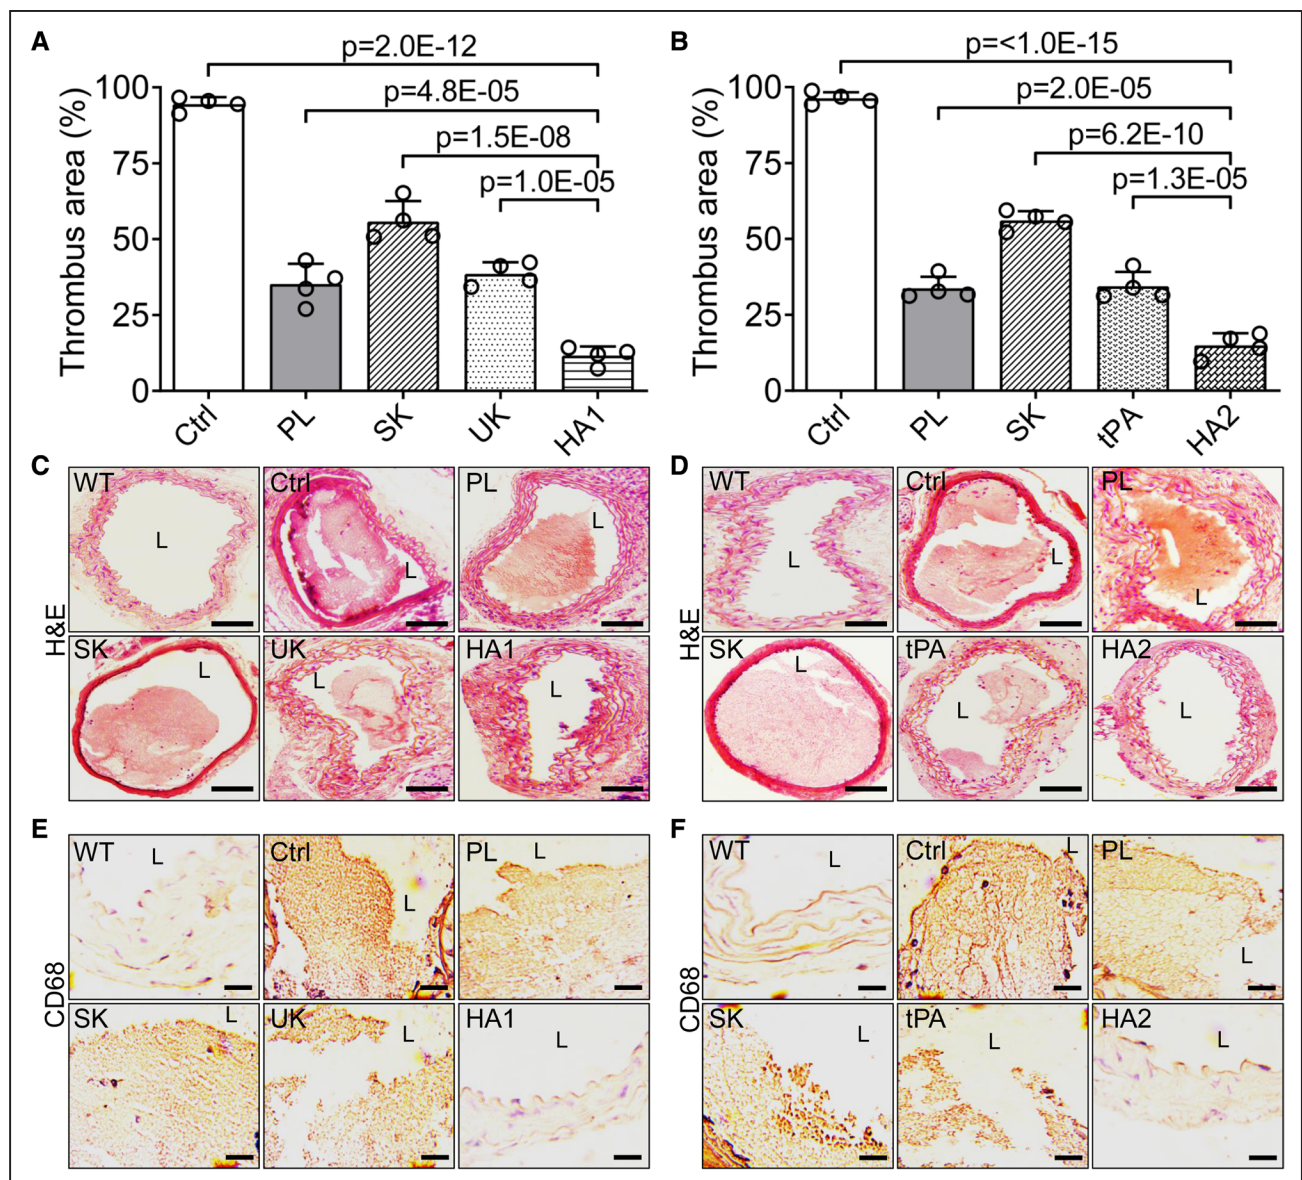 A
p=2.0E-12
p=4.8E-05
p=1.5E-08
p=1.0E-05
Thrombus area (%)
100
75
50
25
0
Ctrl
PL
SK
UK
HA1
B
p=<1.0E-15
p=2.0E-05
p=6.2E-10
p=1.3E-05
Thrombus area (%)
100
75
50
25
0
Ctrl
PL
SK
tPA
HA2
C
H&E
WT
L
Ctrl
L
PL
L
SK
L
UK
L
HA1
L
D
H&E
WT
L
Ctrl
L
PL
L
SK
L
tPA
L
HA2
L
E
CD68
WT
L
Ctrl
L
PL
L
SK
L
UK
L
HA1
L
F
CD68
WT
L
Ctrl
L
PL
L
SK
L
tPA
L
HA2
L